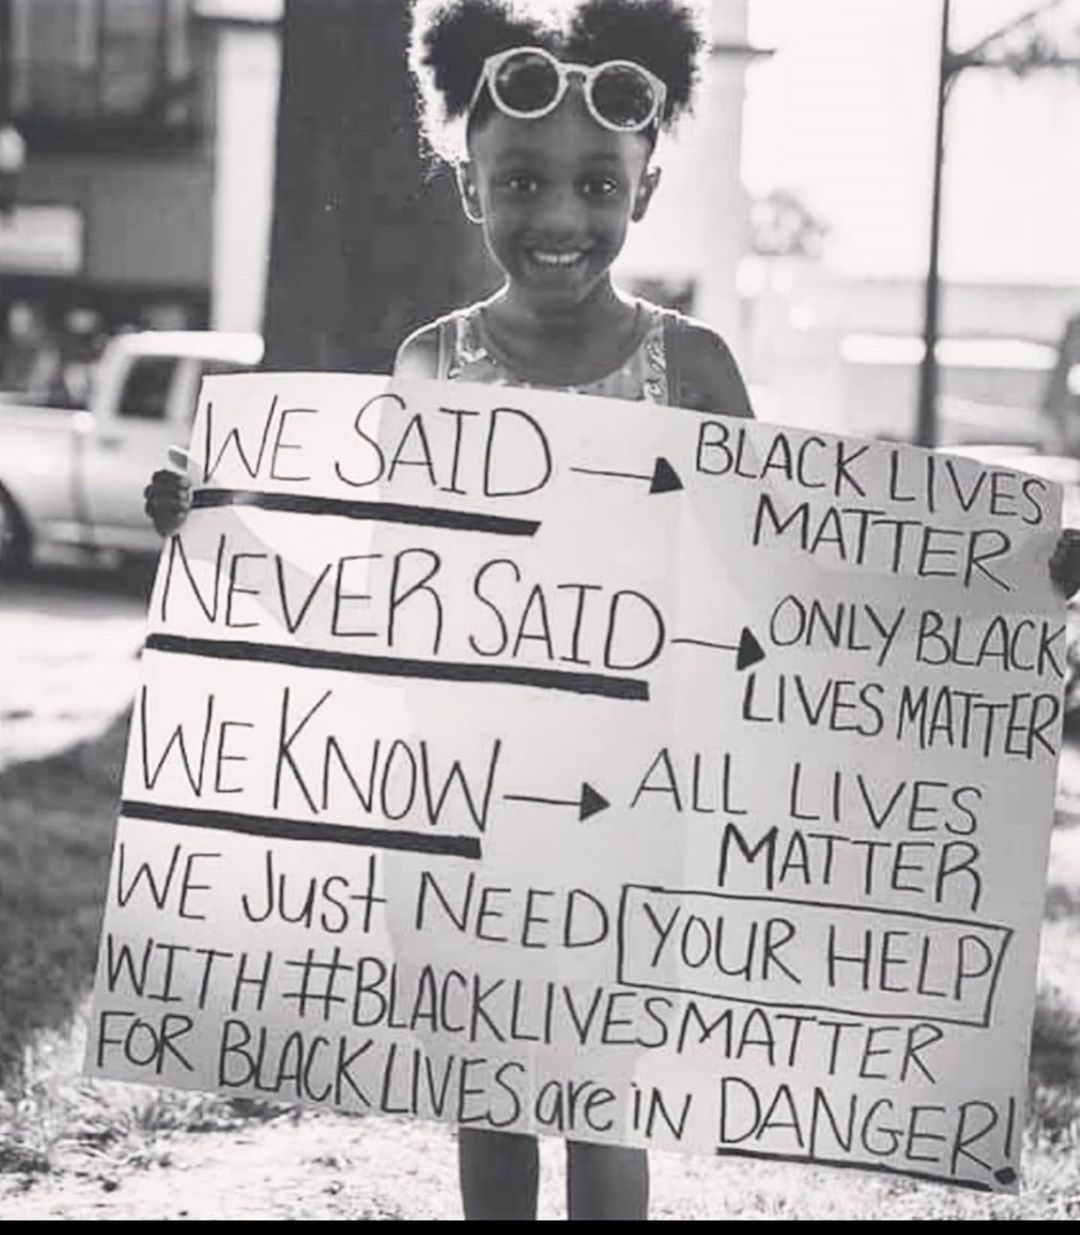 WE SAID → BLACK LIVES
MATTER
NEVER SAID → ONLY BLACK
LIVES MATTER
WE KNOW → ALL LIVES
MATTER
WE JUSt NEED YOUR HELP
WITH #BLACKLIVESMATTER
FOR BLACK LIVES are iN DANGER!